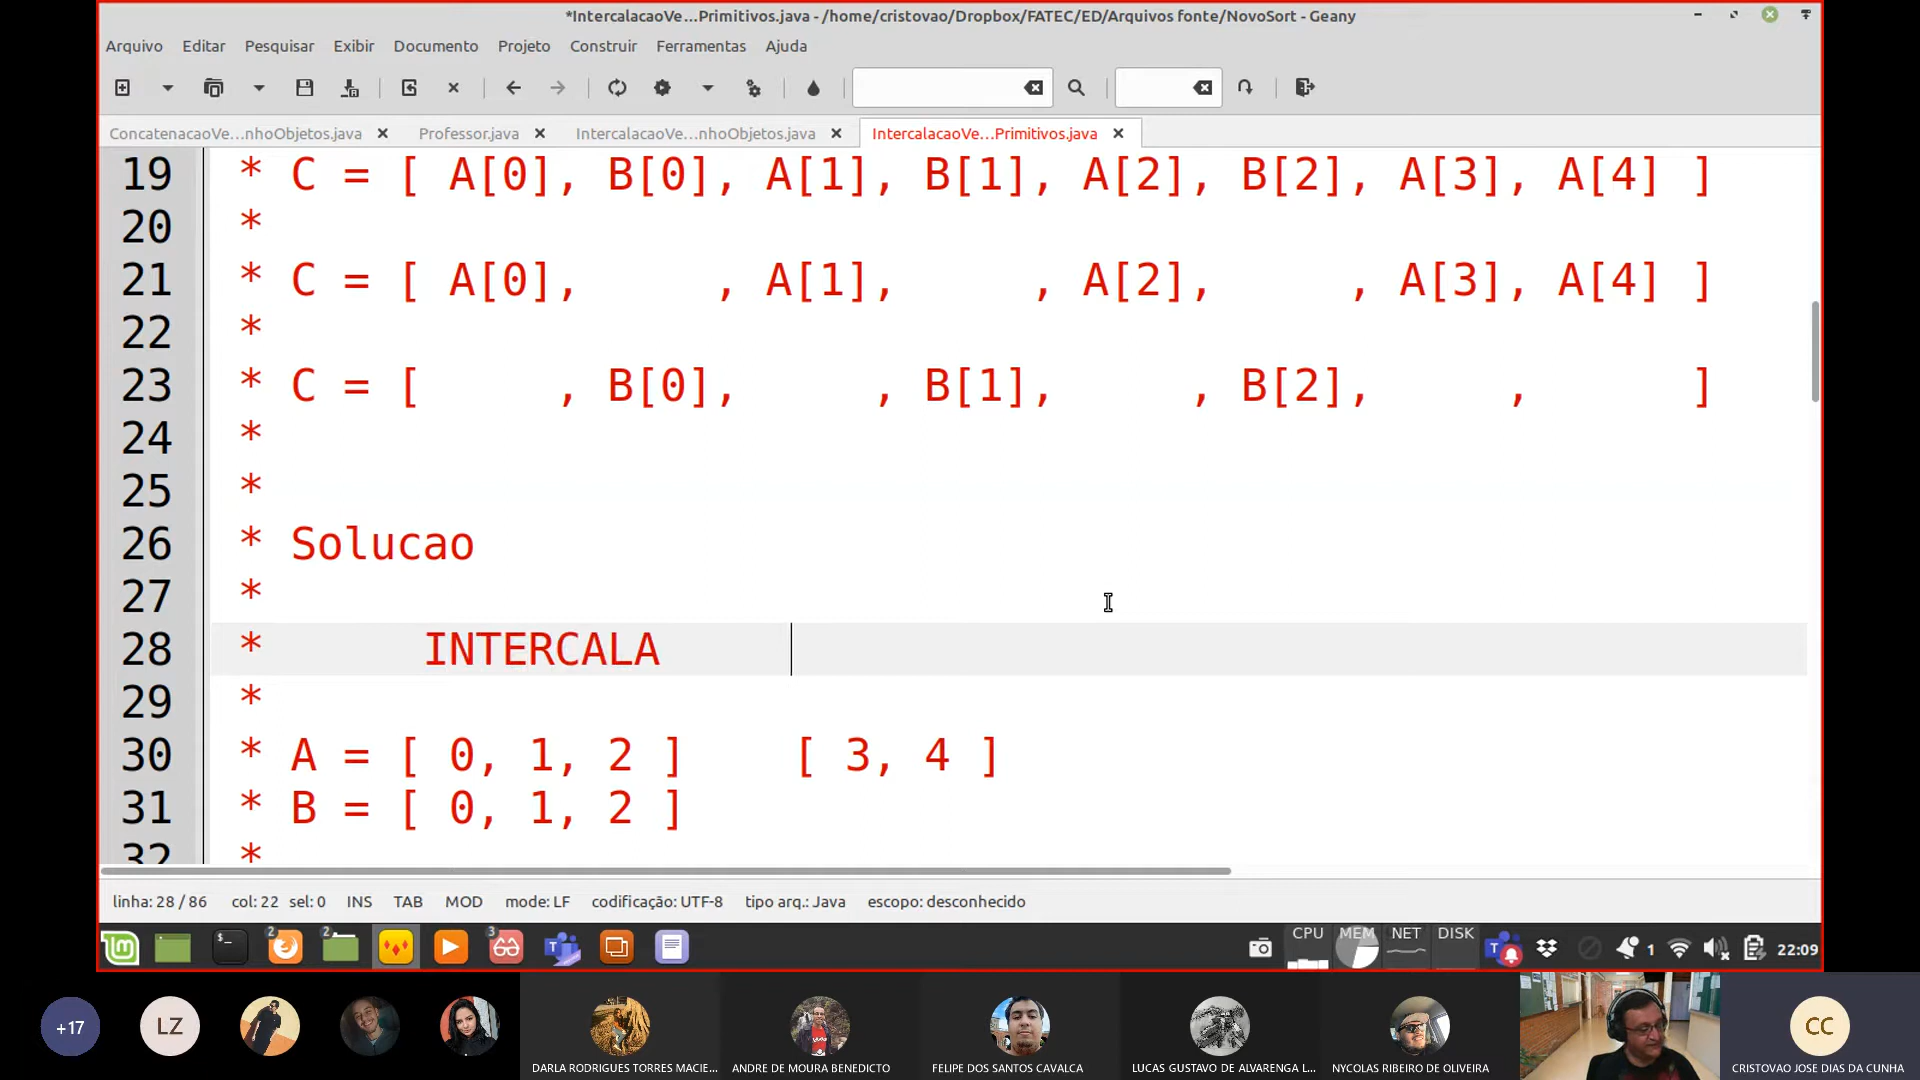 *IntercalacaoVe...Primitivos.java - /home/cristovao/Dropbox/FATEC/ED/Arquivos fonte/NovoSort - Geany
Arquivo Editar Pesquisar Exibir Documento Projeto Construir Ferramentas Ajuda
ConcatenacaoVe...nhoObjetos.java Professor.java IntercalacaoVe...nhoObjetos.java IntercalacaoVe...Primitivos.java
19 * C = [ A[0], B[0], A[1], B[1], A[2], B[2], A[3], A[4] ]
20 *
21 * C = [ A[0],     , A[1],     , A[2],     , A[3], A[4] ]
22 *
23 * C = [     , B[0],     , B[1],     , B[2],     ,      ]
24 *
25 *
26 * Solucao
27 *
28 *      INTERCALA
29 *
30 * A = [ 0, 1, 2 ]    [ 3, 4 ]
31 * B = [ 0, 1, 2 ]
32 *
linha: 28 / 86 col: 22 sel: 0 INS TAB MOD mode: LF codificação: UTF-8 tipo arq.: Java escopo: desconhecido
2 2 3 CPU MEM NET DISK 1 22:09
+17 LZ CC
DARLA RODRIGUES TORRES MACIE... ANDRE DE MOURA BENEDICTO FELIPE DOS SANTOS CAVALCA LUCAS GUSTAVO DE ALVARENGA L... NYCOLAS RIBEIRO DE OLIVEIRA CRISTOVAO JOSE DIAS DA CUNHA